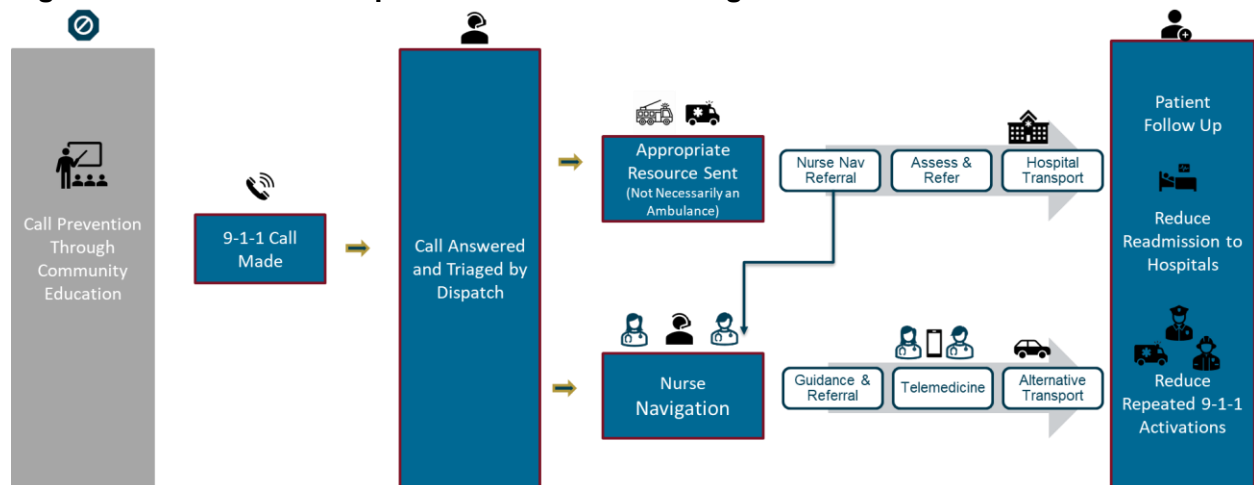 Call Prevention
Through
Community
Education
9-1-1 Call
Made
Call Answered
and Triaged by
Dispatch
Appropriate
Resource Sent
(Not Necessarily an
Ambulance)
Nurse Nav
Referral
Assess &
Refer
Hospital
Transport
Nurse
Navigation
Guidance &
Referral
Telemedicine
Alternative
Transport
Patient
Follow Up
Reduce
Readmission to
Hospitals
Reduce
Repeated 9-1-1
Activations